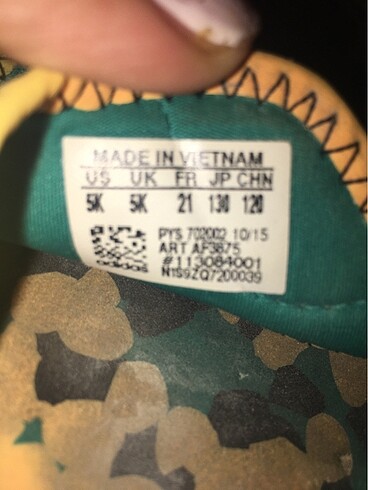 MADE IN VIETNAM
US UK FR JP CHN
5K 5K 21 130 120
PYS 702002 10/15
ART AF3875
#113084001
N1S9ZQ7200039